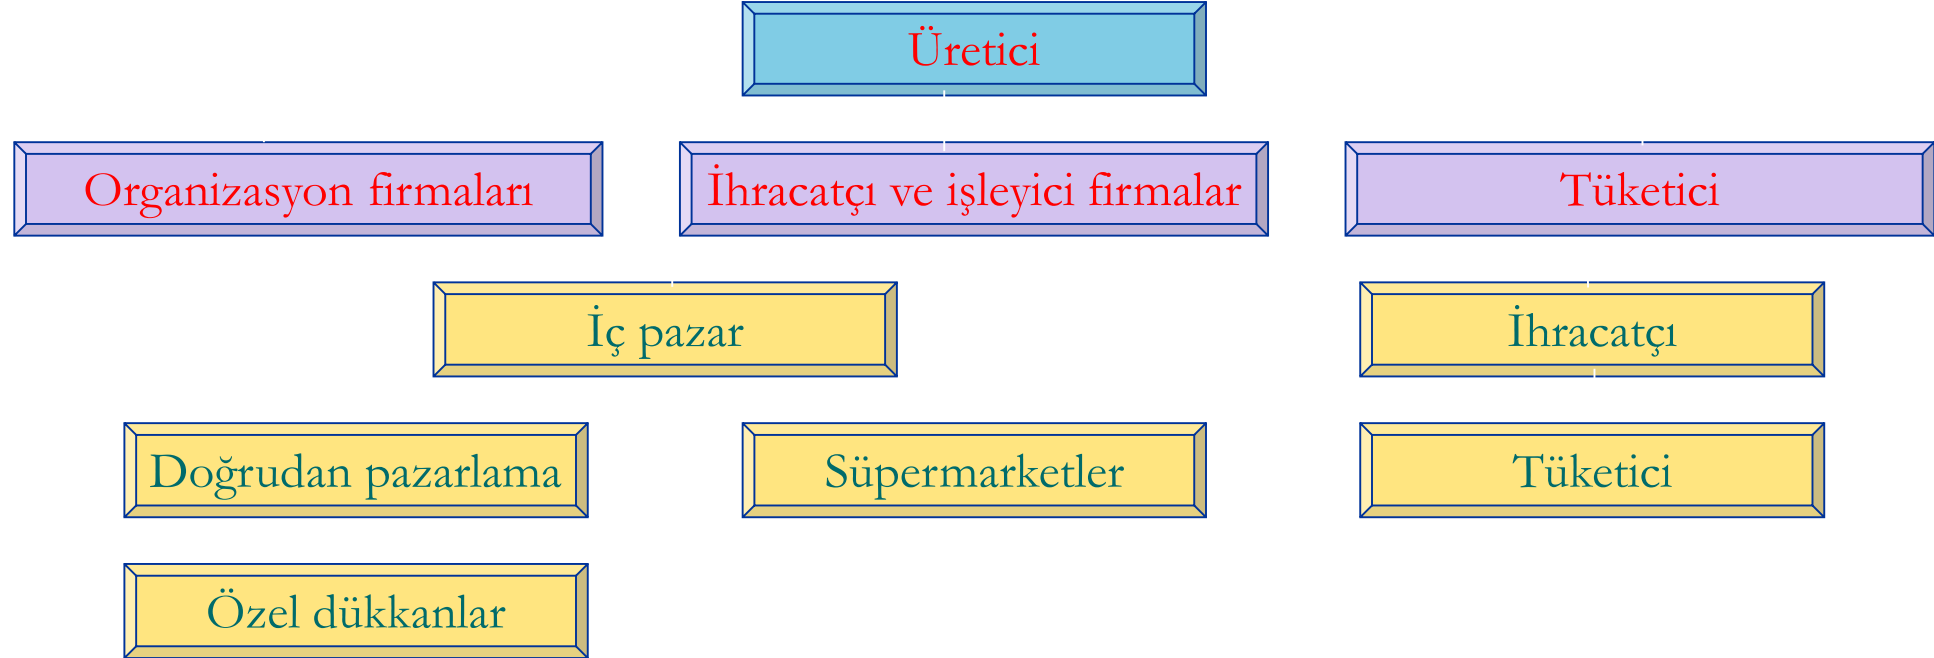 Üretici
Organizasyon firmaları
İhracatçı ve işleyici firmalar
Tüketici
İç pazar
İhracatçı
Doğrudan pazarlama
Süpermarketler
Tüketici
Özel dükkanlar